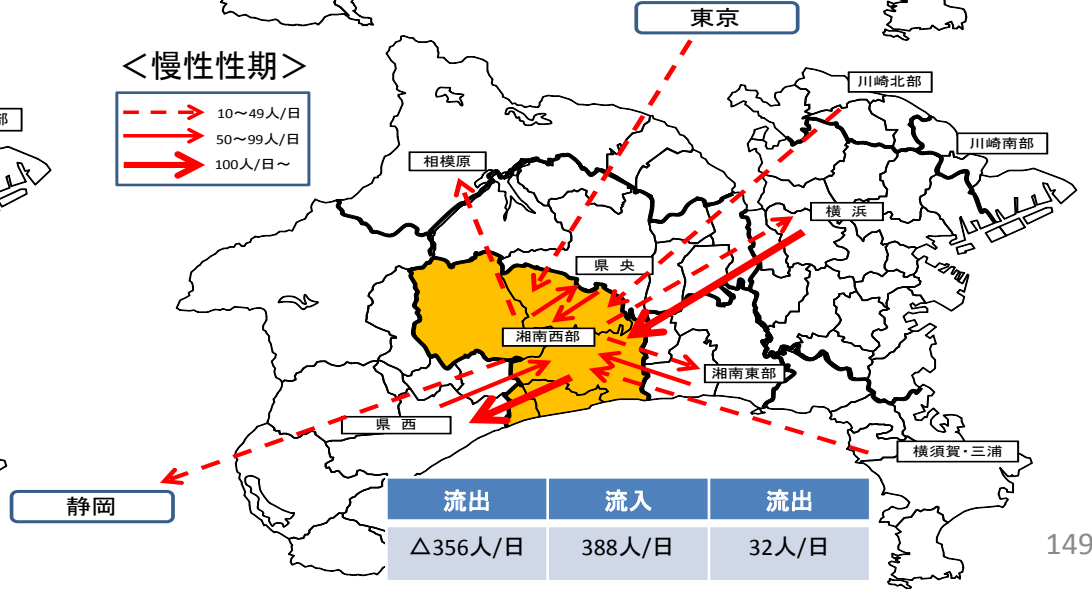 東京
＜慢性性期＞
10～49人/日
50～99人/日
100人/日～
部
川崎北部
川崎南部
相模原
横 浜
県 央
湘南西部
湘南東部
県 西
横須賀・三浦
静岡
流出 流入 流出
△356人/日 388人/日 32人/日
149